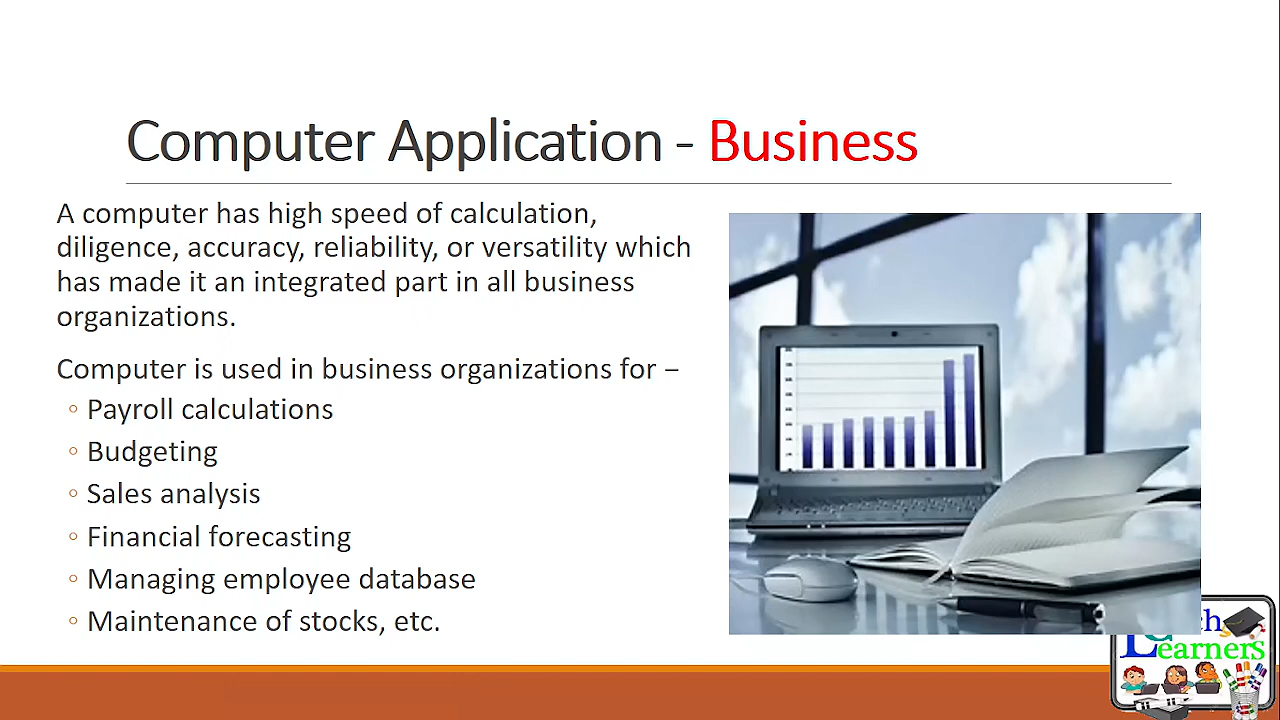 Computer Application - Business
A computer has high speed of calculation,
diligence, accuracy, reliability, or versatility which
has made it an integrated part in all business
organizations.
Computer is used in business organizations for −
◦ Payroll calculations
◦ Budgeting
◦ Sales analysis
◦ Financial forecasting
◦ Managing employee database
◦ Maintenance of stocks, etc.
Learners